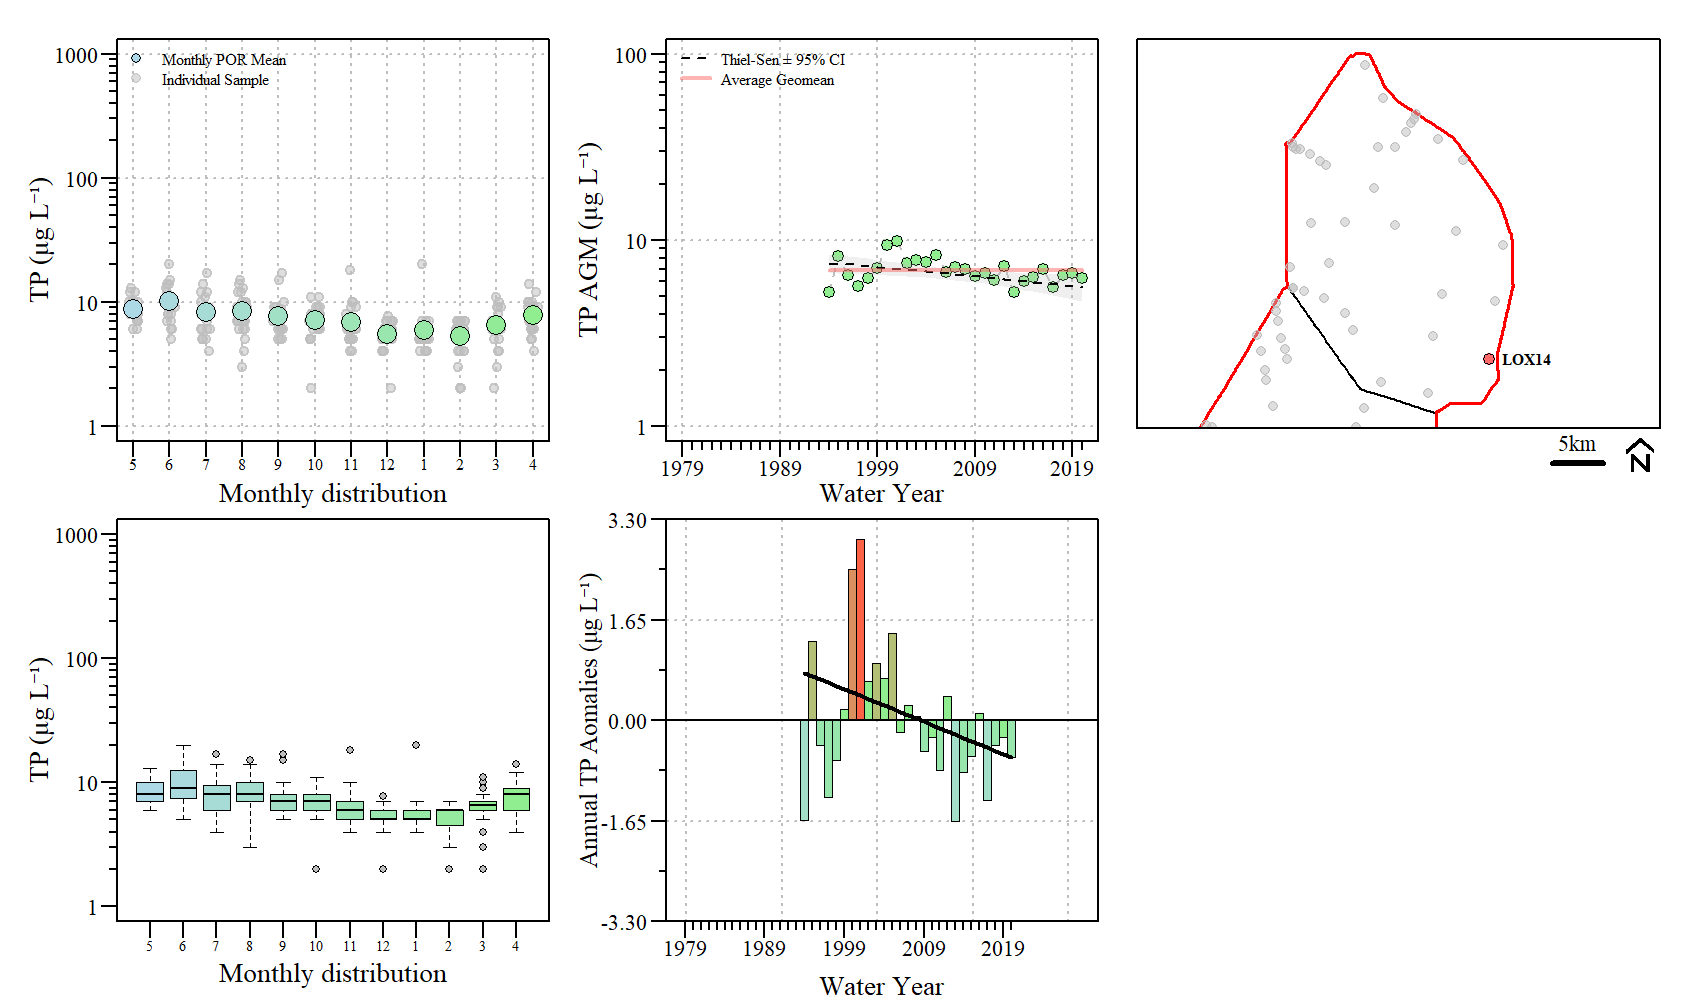 1000
100
10
1
TP (µg L⁻¹)
Monthly POR Mean
Individual Sample
5 6 7 8 9 10 11 12 1 2 3 4
Monthly distribution
100
10
1
TP AGM (µg L⁻¹)
Thiel-Sen ± 95% CI
Average Geomean
1979 1989 1999 2009 2019
Water Year
LOX14
5km
N
1000
100
10
1
TP (µg L⁻¹)
5 6 7 8 9 10 11 12 1 2 3 4
Monthly distribution
3.30
1.65
0.00
-1.65
-3.30
Annual TP Aomalies (µg L⁻¹)
1979 1989 1999 2009 2019
Water Year